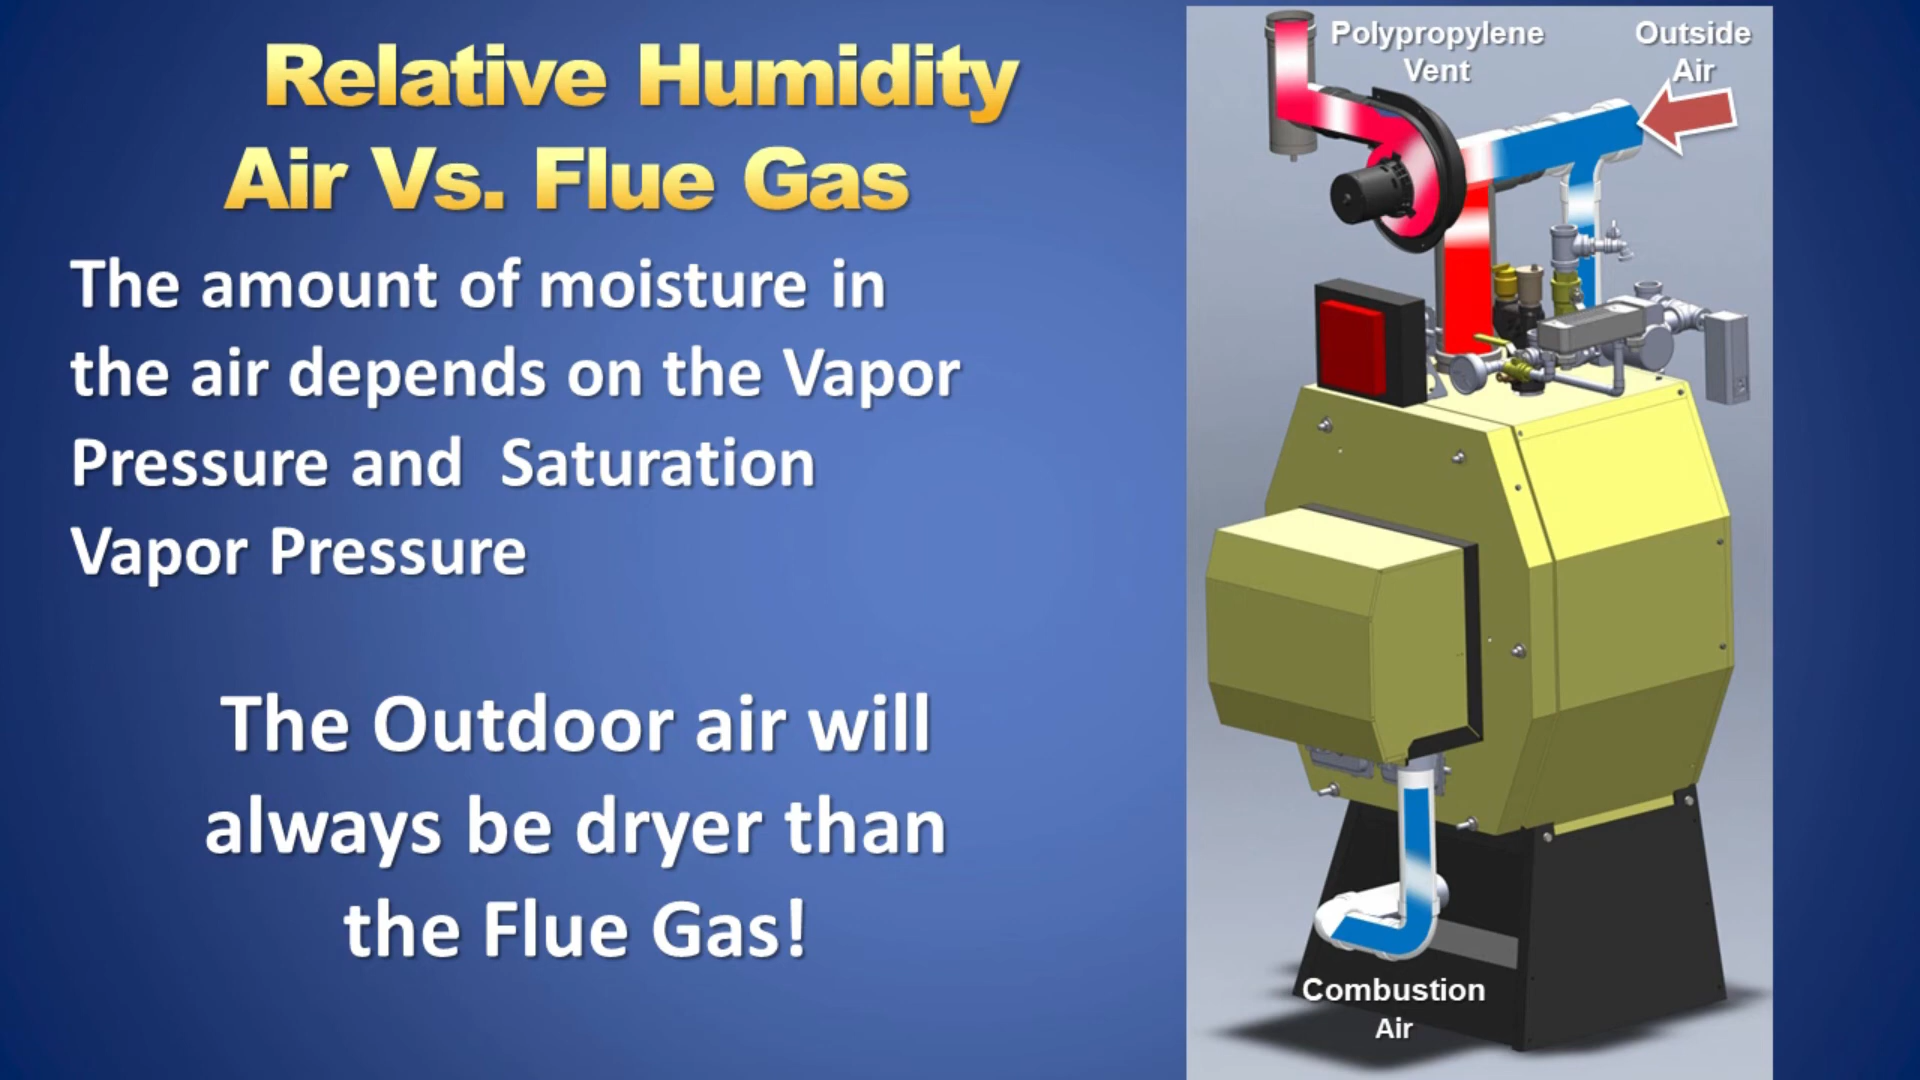 Relative Humidity
Air Vs. Flue Gas
The amount of moisture in
the air depends on the Vapor
Pressure and  Saturation
Vapor Pressure
The Outdoor air will
always be dryer than
the Flue Gas!
Polypropylene
Vent
Outside
Air
Combustion
Air